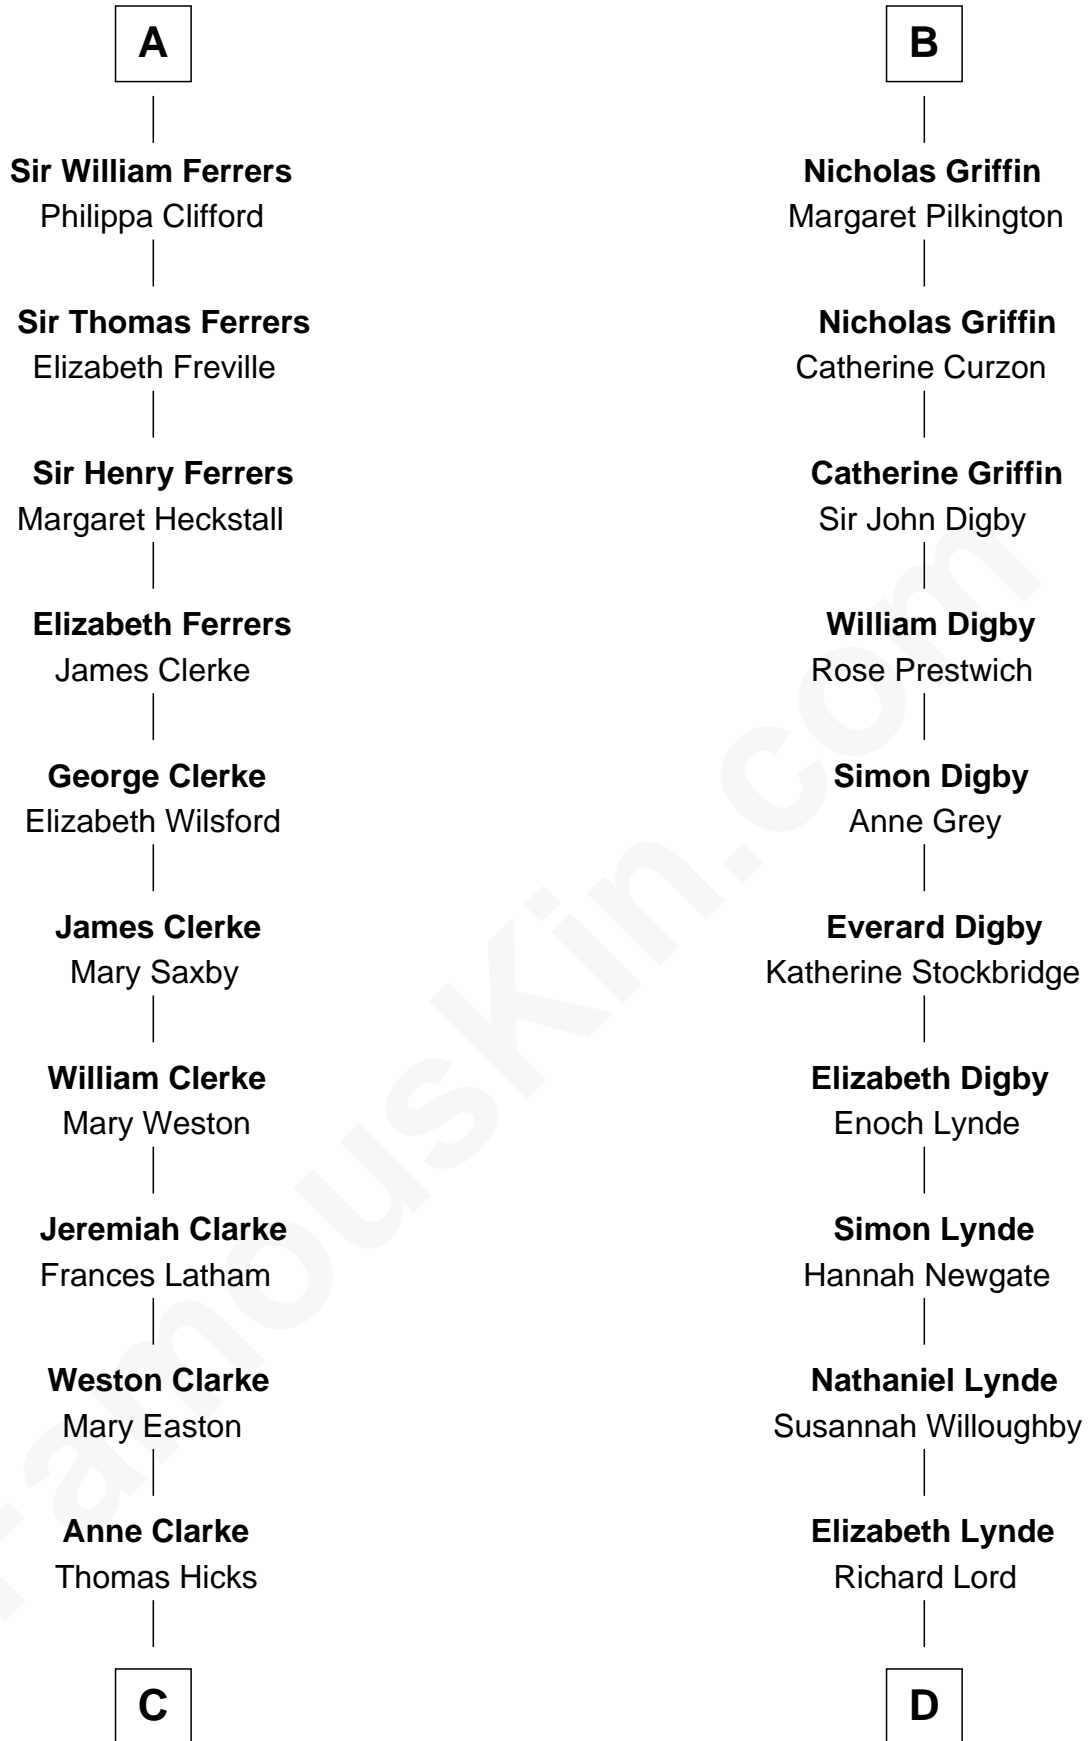 A
Sir William Ferrers
Philippa Clifford
Sir Thomas Ferrers
Elizabeth Freville
Sir Henry Ferrers
Margaret Heckstall
Elizabeth Ferrers
James Clerke
George Clerke
Elizabeth Wilsford
James Clerke
Mary Saxby
William Clerke
Mary Weston
Jeremiah Clarke
Frances Latham
Weston Clarke
Mary Easton
Anne Clarke
Thomas Hicks
C
B
Nicholas Griffin
Margaret Pilkington
Nicholas Griffin
Catherine Curzon
Catherine Griffin
Sir John Digby
William Digby
Rose Prestwich
Simon Digby
Anne Grey
Everard Digby
Katherine Stockbridge
Elizabeth Digby
Enoch Lynde
Simon Lynde
Hannah Newgate
Nathaniel Lynde
Susannah Willoughby
Elizabeth Lynde
Richard Lord
D
FamousKin.com